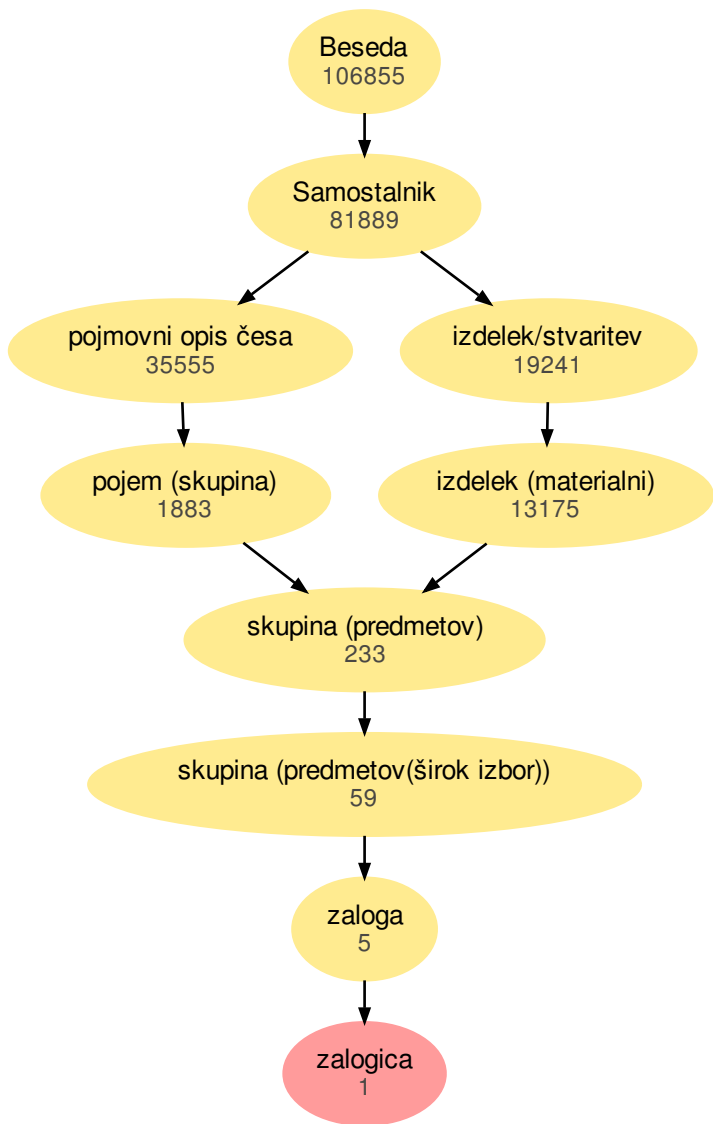 Beseda
106855
Samostalnik
81889
pojmovni opis česa
35555
izdelek/stvaritev
19241
pojem (skupina)
1883
izdelek (materialni)
13175
skupina (predmetov)
233
skupina (predmetov(širok izbor))
59
zaloga
5
zalogica
1